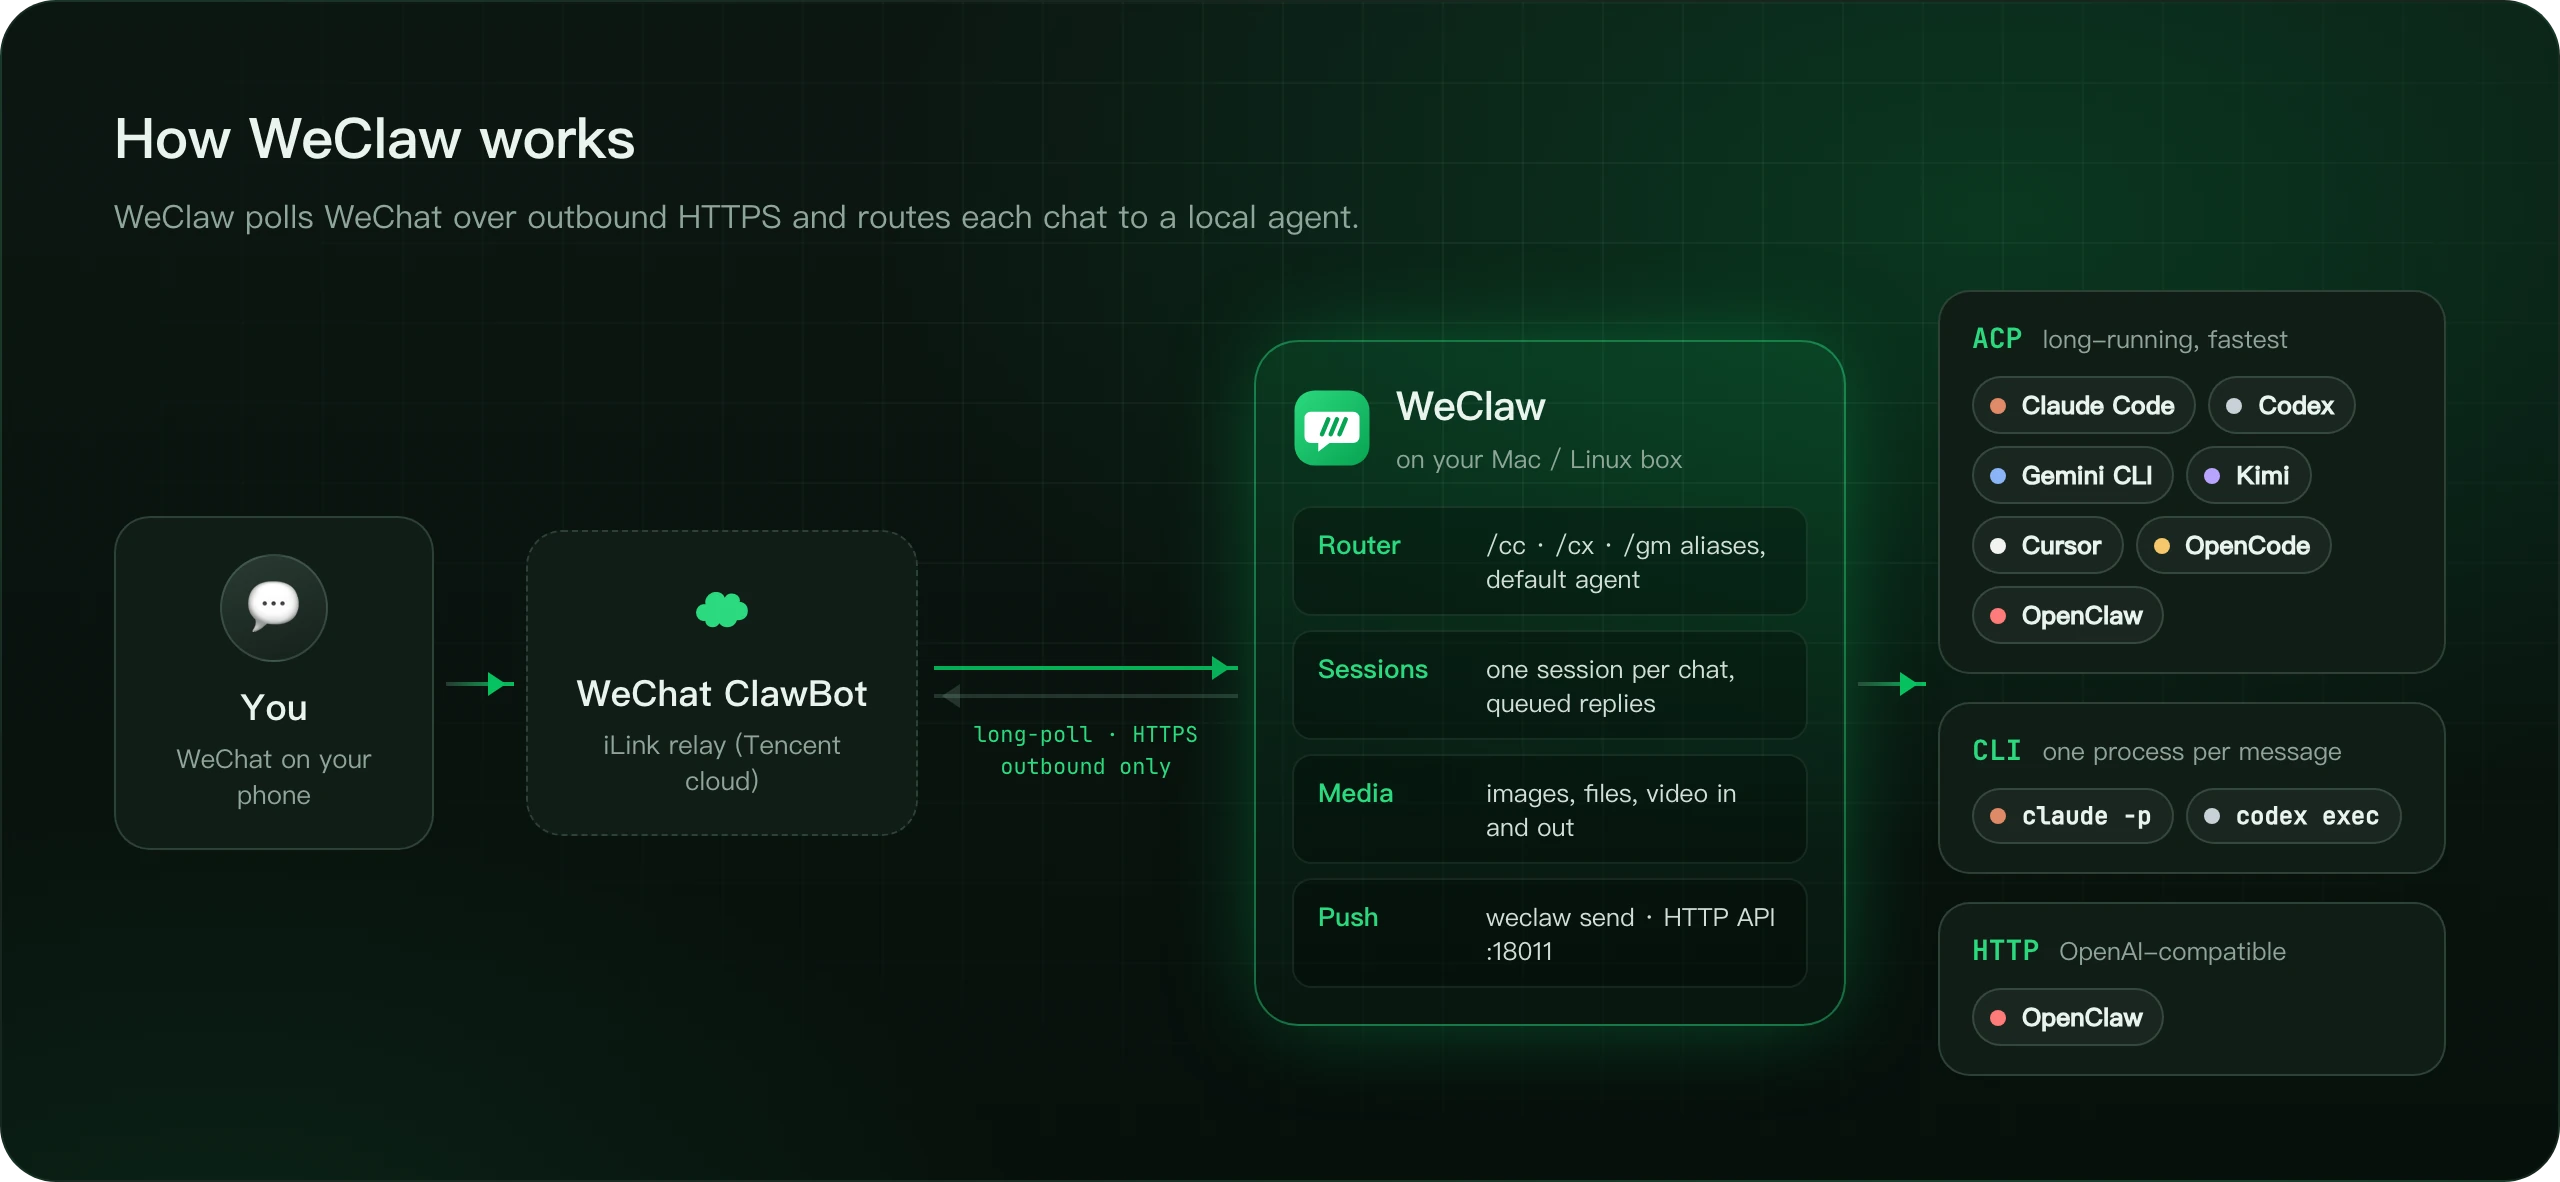 How WeClaw works
WeClaw polls WeChat over outbound HTTPS and routes each chat to a local agent.
You
WeChat on your
phone
WeChat ClawBot
iLink relay (Tencent
cloud)
long-poll · HTTPS
outbound only
WeClaw
on your Mac / Linux box
Router
/cc · /cx · /gm aliases,
default agent
Sessions
one session per chat,
queued replies
Media
images, files, video in
and out
Push
weclaw send · HTTP API
:18011
ACP long-running, fastest
Claude Code Codex
Gemini CLI Kimi
Cursor OpenCode
OpenClaw
CLI one process per message
claude -p codex exec
HTTP OpenAI-compatible
OpenClaw